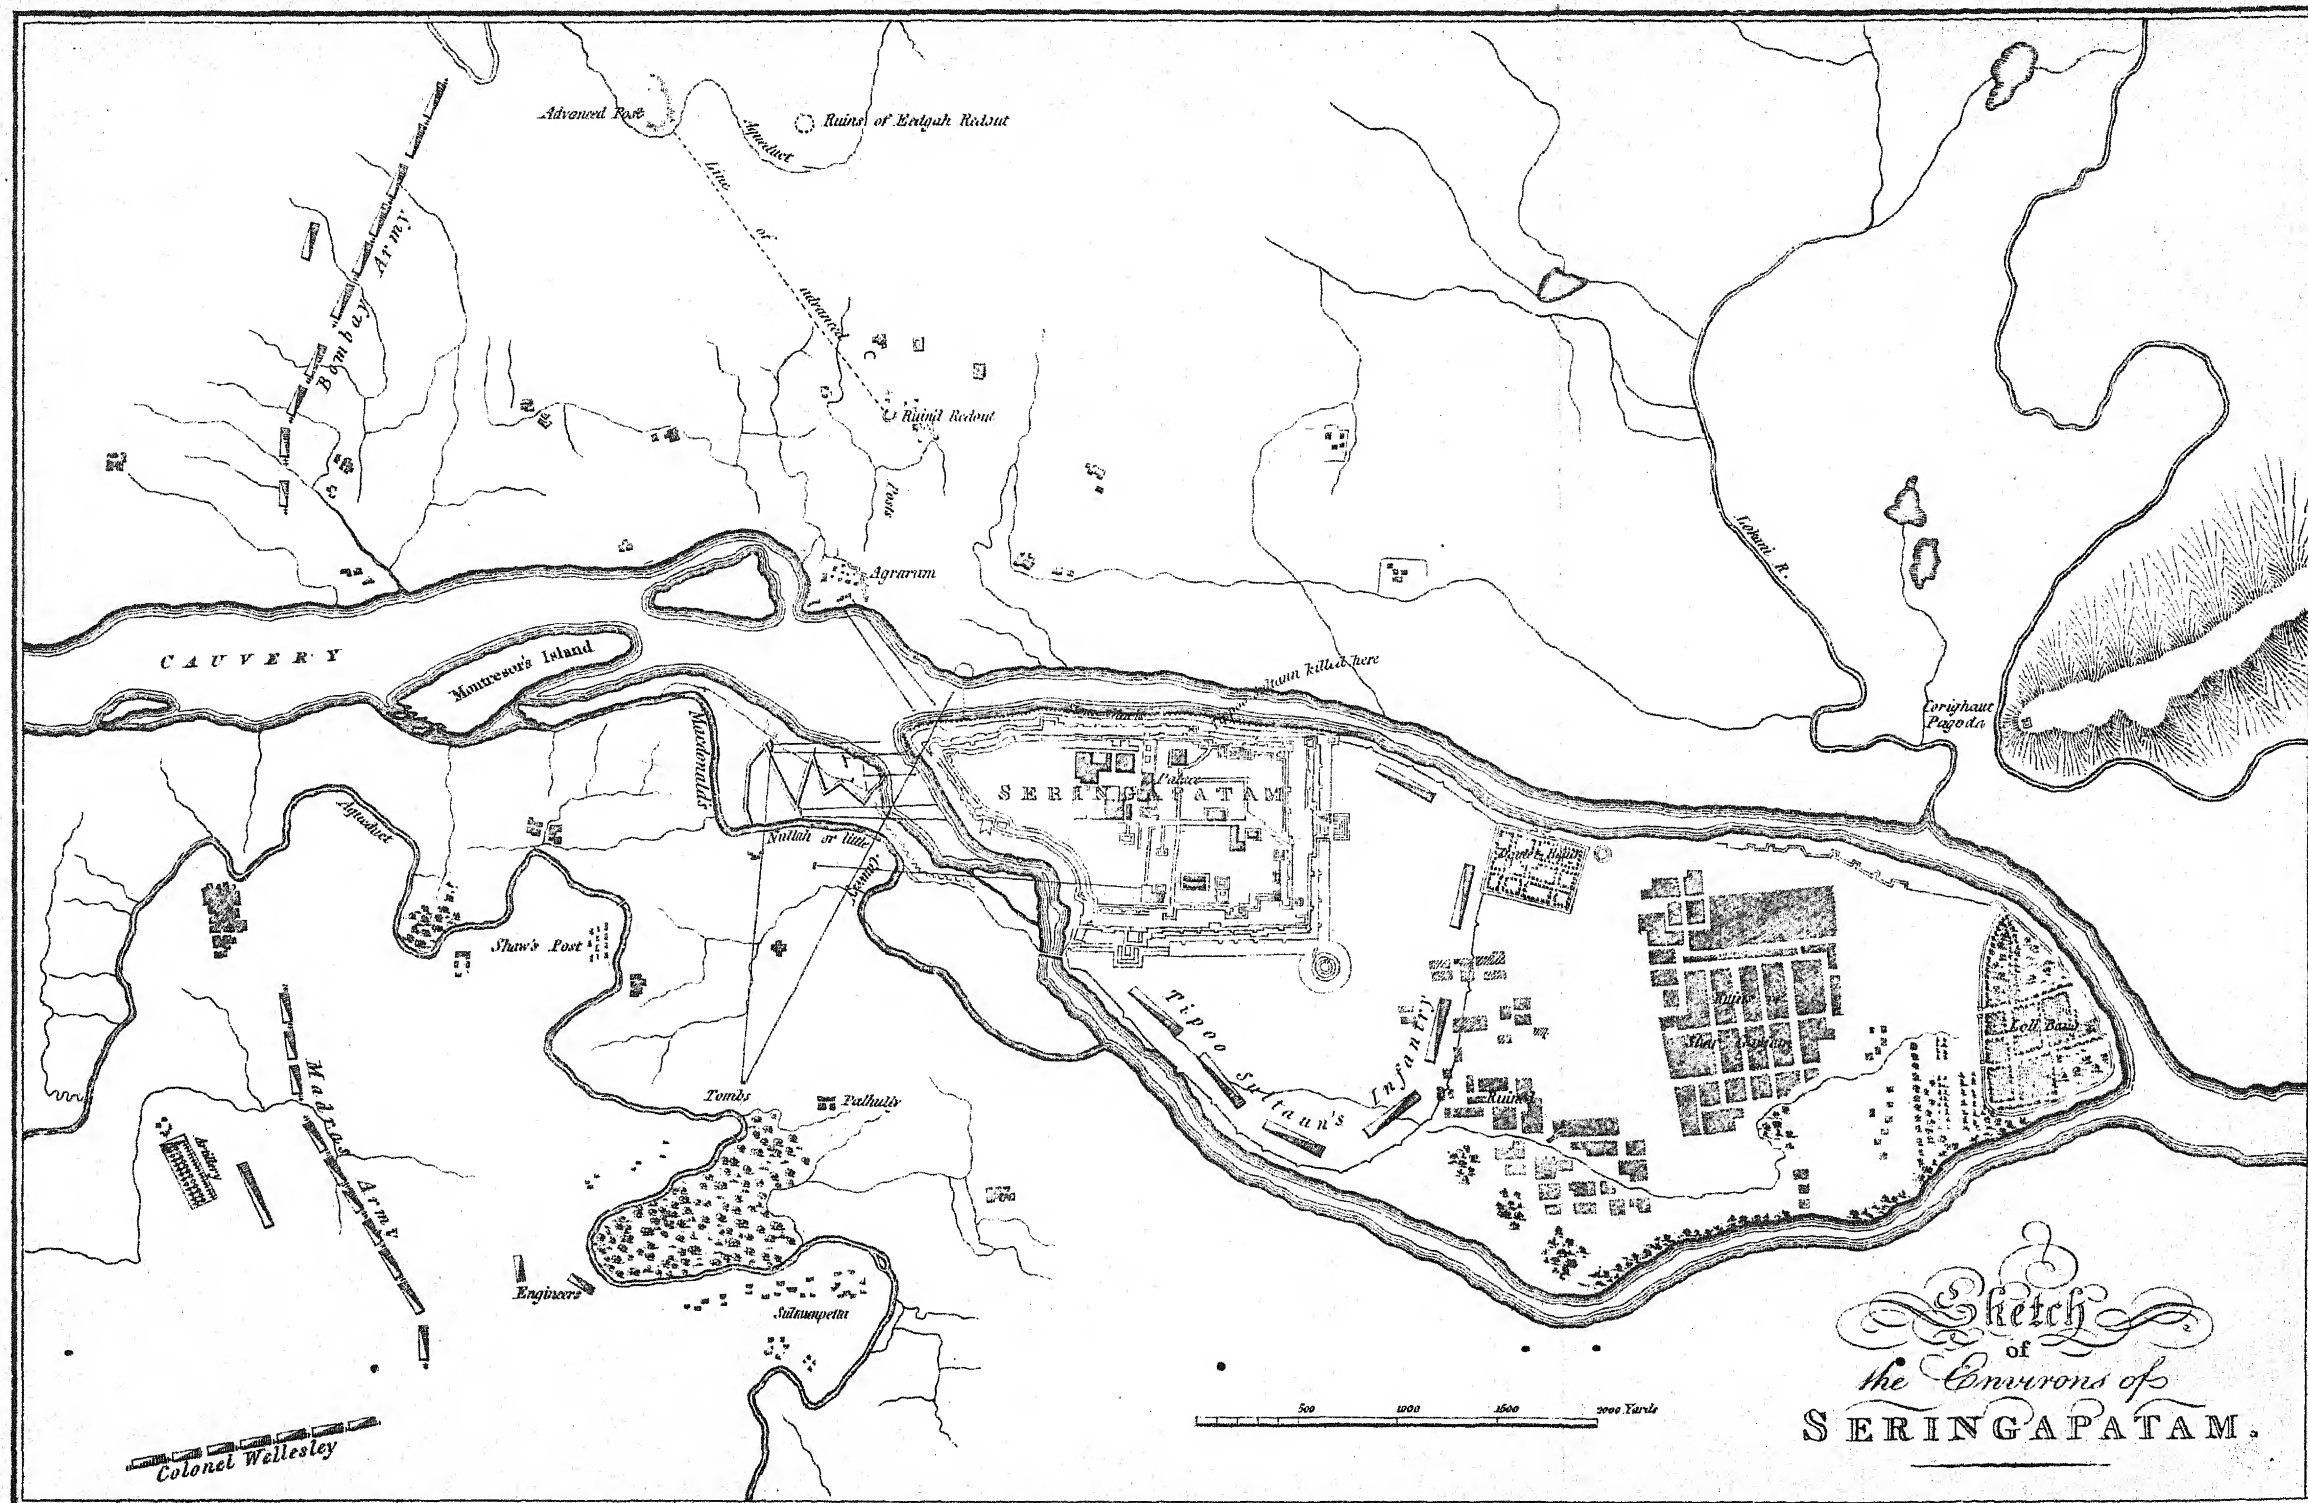 Advanced Post
Ruins of Eedgah Redout
Aqueduct
Line of advanced Posts
Bombay Army
Ruin'd Redout
Agrarum
CAUVERY
Montresor's Island
killed here
Lokani R.
Corighaut
Pagoda
Macdonalds
Palace
SERINGAPATAM
Aqueduct
Nullah or little
Shaw's Post
Tipoo Sultaun's Infantry
Ruins
Loll Baug
Madras Army
Tombs
Palhully
Ruins
Artillery
Engineers
Sultaunpetta
Colonel Wellesley
500 1000 1500 2000 Yards
Sketch
of
the Environs of
SERINGAPATAM.